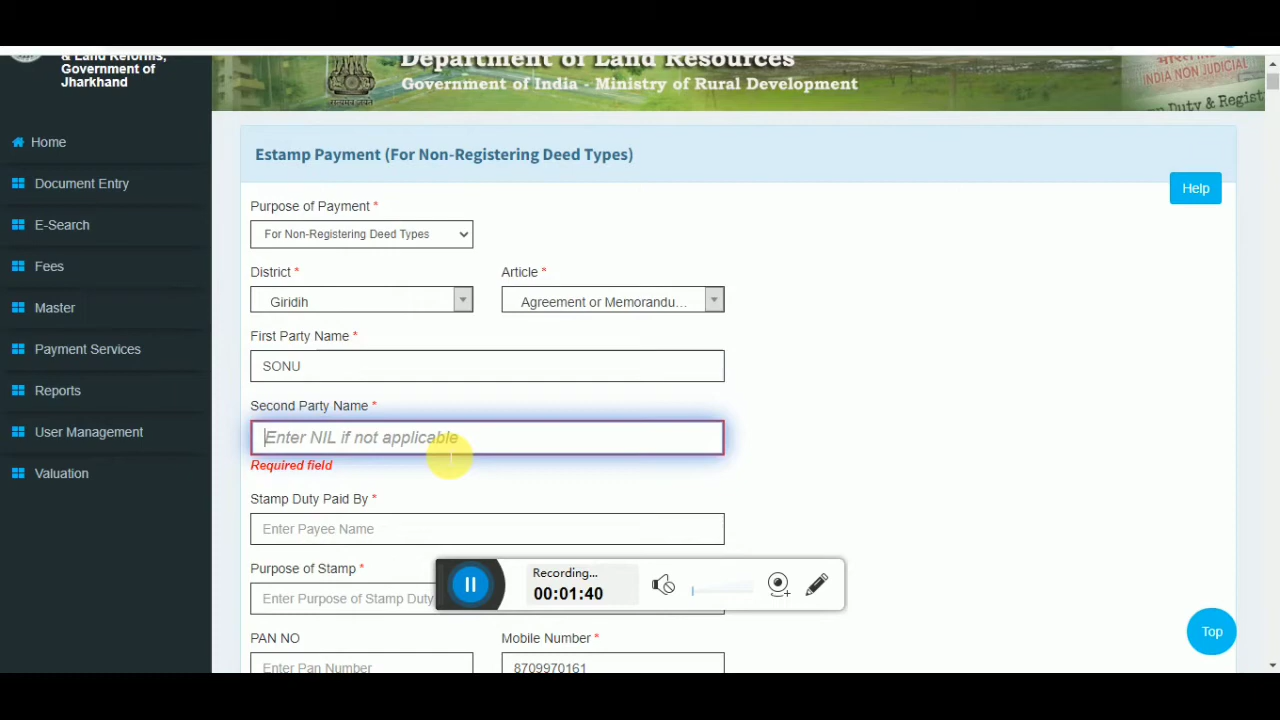 & Land Reforms,
Government of
Jharkhand
Home
Document Entry
E-Search
Fees
Master
Payment Services
Reports
User Management
Valuation
Department of Land Resources
Government of India - Ministry of Rural Development
INDIA NON JUDICIAL
Duty & Regist
Estamp Payment (For Non-Registering Deed Types)
Help
Purpose of Payment *
For Non-Registering Deed Types
District *
Article *
Giridih
Agreement or Memorandu...
First Party Name *
SONU
Second Party Name *
Enter NIL if not applicable
Required field
Stamp Duty Paid By *
Enter Payee Name
Purpose of Stamp *
Enter Purpose of Stamp Duty
Recording...
00:01:40
PAN NO
Mobile Number *
Enter Pan Number
8709970161
Top